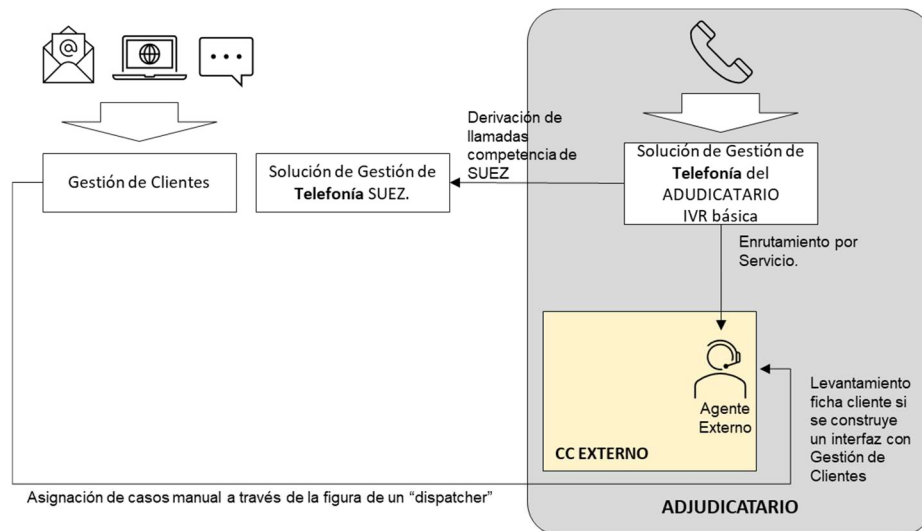 Gestión de Clientes
Solución de Gestión de
Telefonía SUEZ.
Derivación de
llamadas
competencia de
SUEZ
Solución de Gestión de
Telefonía del
ADUDICATARIO
IVR básica
Enrutamiento por
Servicio.
Agente
Externo
CC EXTERNO
Levantamiento
ficha cliente si
se construye
un interfaz con
Gestión de
Clientes
Asignación de casos manual a través de la figura de un “dispatcher”
ADJUDICATARIO